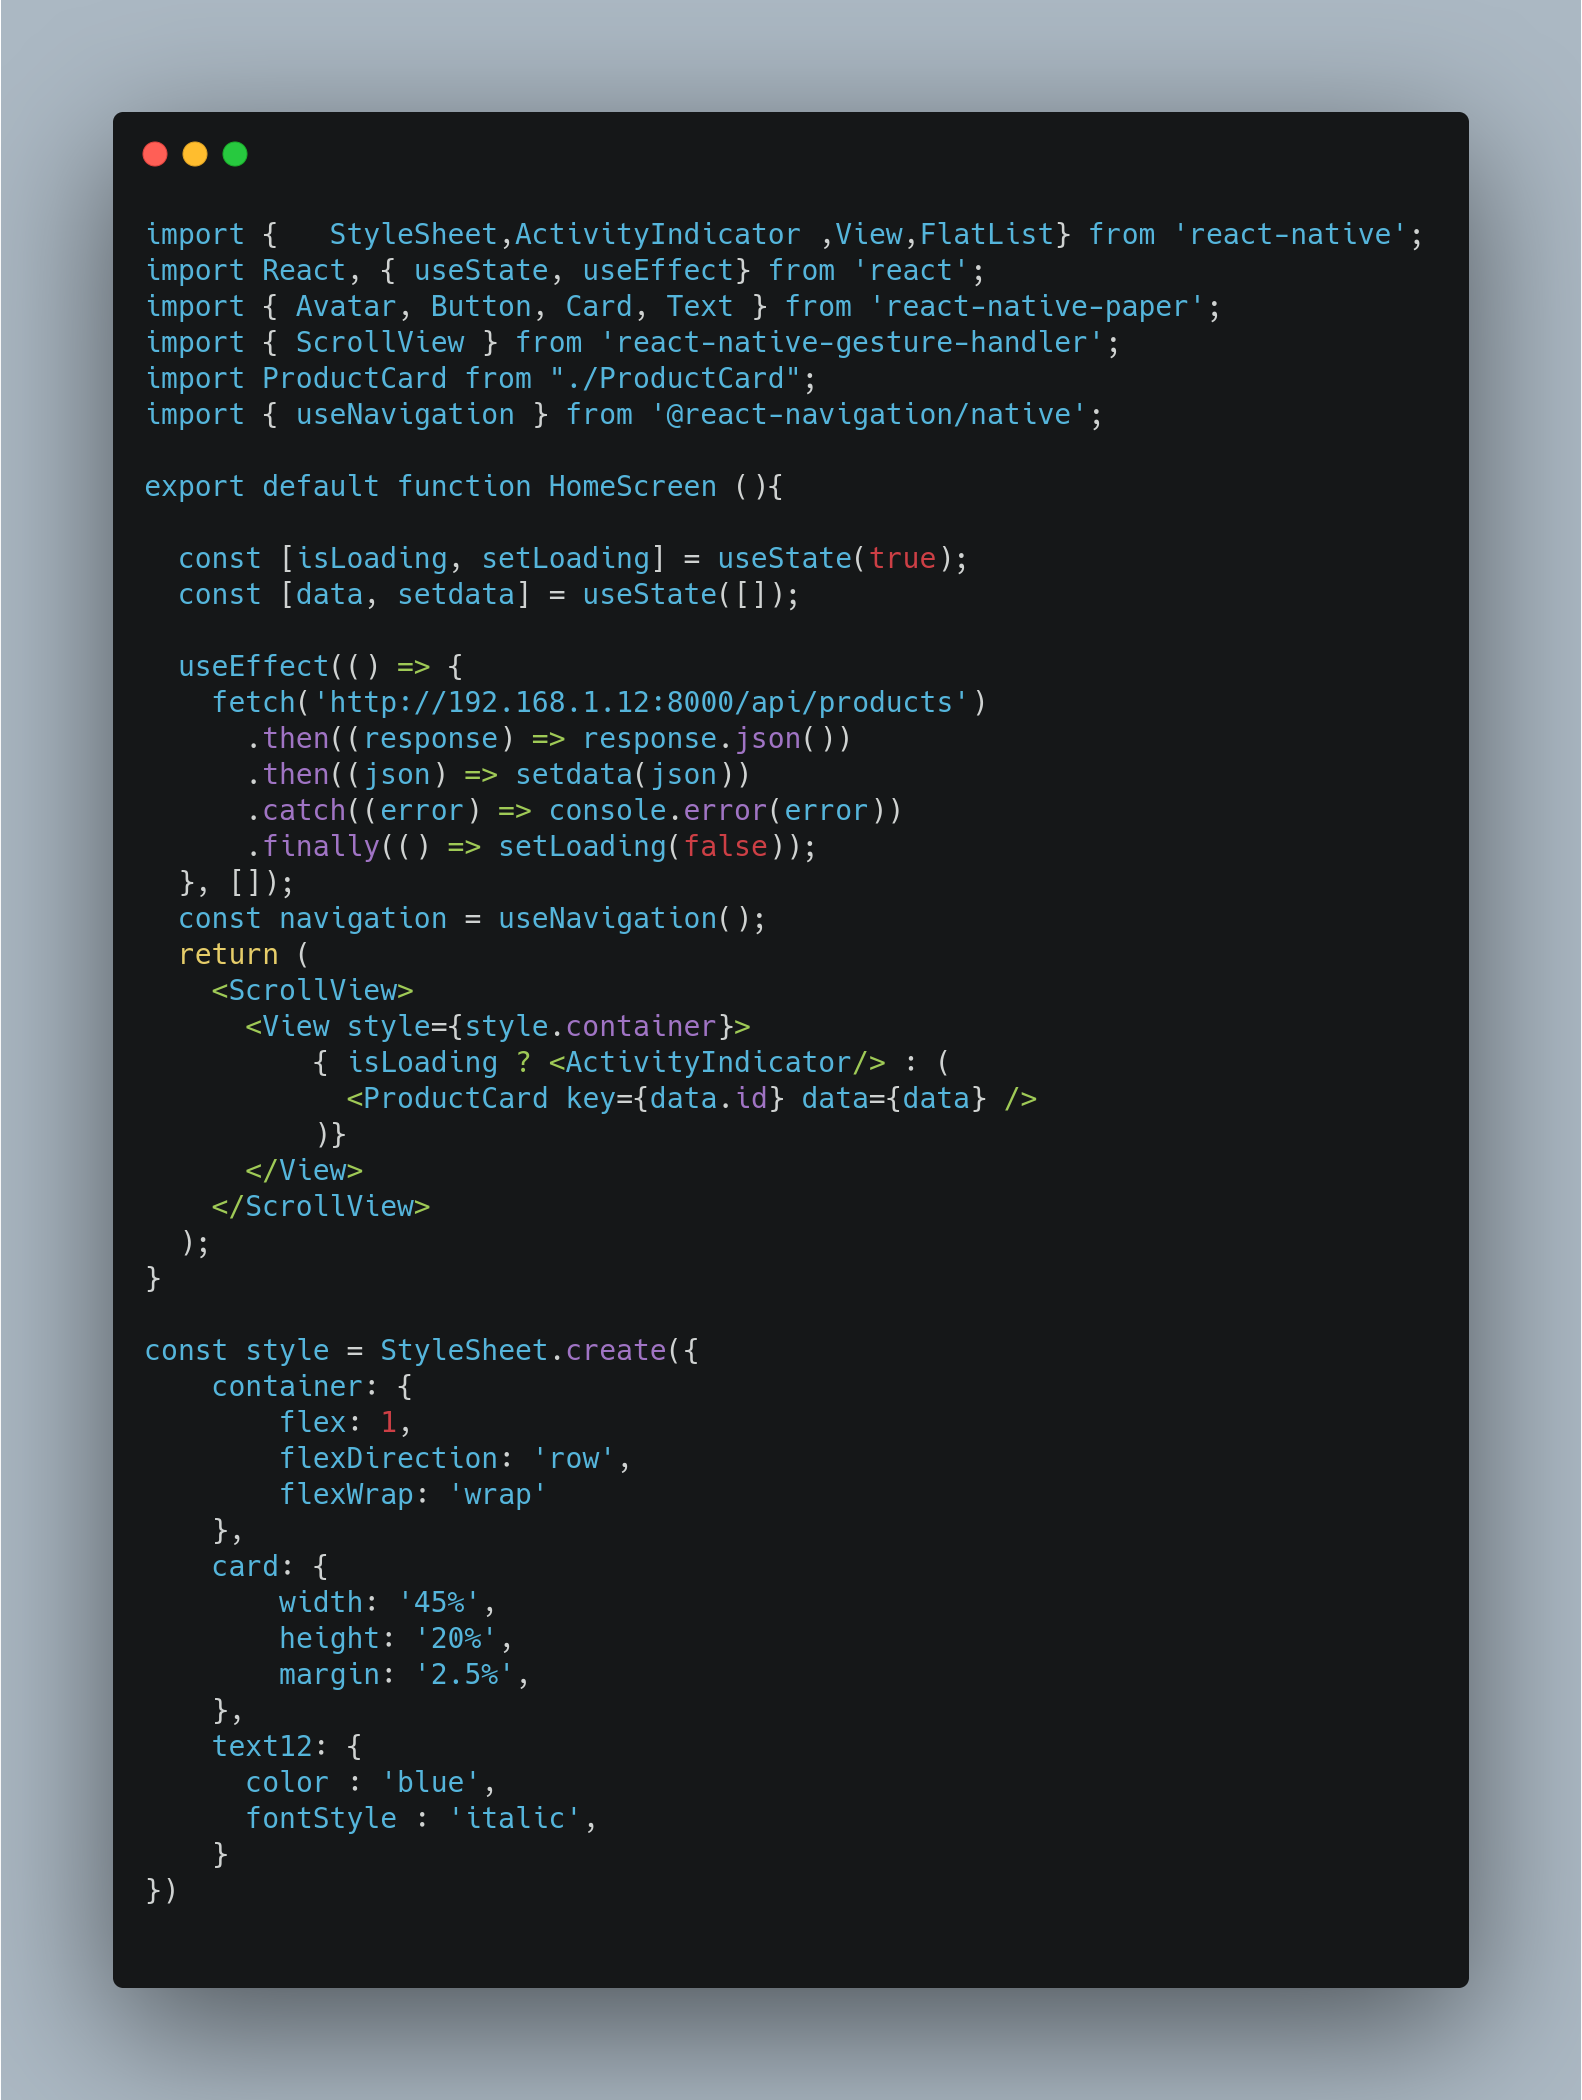 import {   StyleSheet,ActivityIndicator ,View,FlatList} from 'react-native';
import React, { useState, useEffect} from 'react';
import { Avatar, Button, Card, Text } from 'react-native-paper';
import { ScrollView } from 'react-native-gesture-handler';
import ProductCard from "./ProductCard";
import { useNavigation } from '@react-navigation/native';

export default function HomeScreen (){

  const [isLoading, setLoading] = useState(true);
  const [data, setdata] = useState([]);

  useEffect(() => {
    fetch('http://192.168.1.12:8000/api/products')
      .then((response) => response.json())
      .then((json) => setdata(json))
      .catch((error) => console.error(error))
      .finally(() => setLoading(false));
  }, []);
  const navigation = useNavigation();
  return (
    <ScrollView>
      <View style={style.container}>
          { isLoading ? <ActivityIndicator/> : (
            <ProductCard key={data.id} data={data} />
          )}
      </View>
    </ScrollView>
  );
}

const style = StyleSheet.create({
    container: {
        flex: 1,
        flexDirection: 'row',
        flexWrap: 'wrap'
    },
    card: {
        width: '45%',
        height: '20%',
        margin: '2.5%',
    },
    text12: {
      color : 'blue',
      fontStyle : 'italic',
    }
})